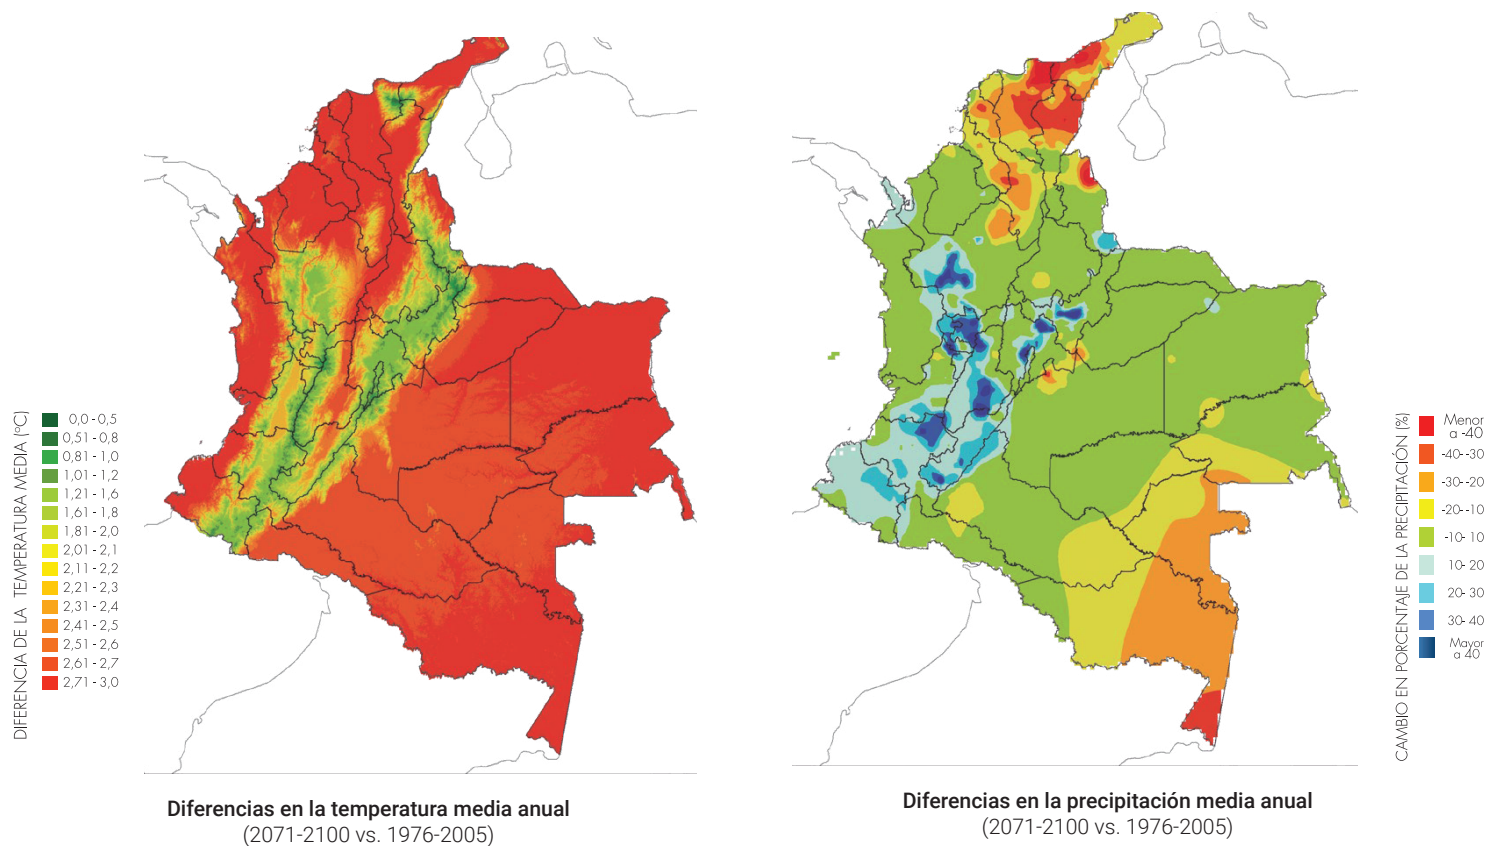 DIFERENCIA DE LA TEMPERATURA MEDIA (°C)
0,0 - 0,5
0,51 - 0,8
0,81 - 1,0
1,01 - 1,2
1,21 - 1,6
1,61 - 1,8
1,81 - 2,0
2,01 - 2,1
2,11 - 2,2
2,21 - 2,3
2,31 - 2,4
2,41 - 2,5
2,51 - 2,6
2,61 - 2,7
2,71 - 3,0
Diferencias en la temperatura media anual
(2071-2100 vs. 1976-2005)
CAMBIO EN PORCENTAJE DE LA PRECIPITACIÓN (%)
Menor
a -40
-40- -30
-30- -20
-20- -10
-10- 10
10- 20
20- 30
30- 40
Mayor
a 40
Diferencias en la precipitación media anual
(2071-2100 vs. 1976-2005)